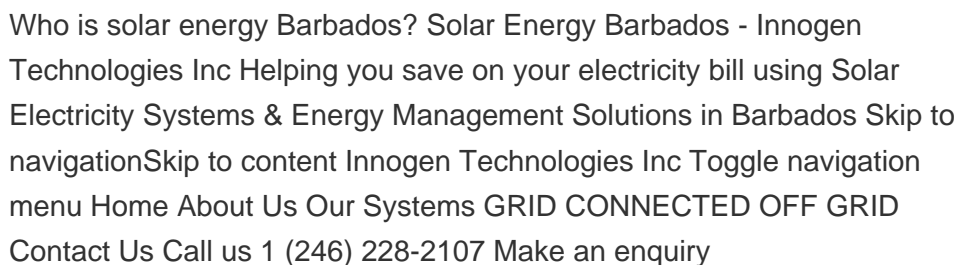 Who is solar energy Barbados? Solar Energy Barbados - Innogen
Technologies Inc Helping you save on your electricity bill using Solar
Electricity Systems & Energy Management Solutions in Barbados Skip to
navigationSkip to content Innogen Technologies Inc Toggle navigation
menu Home About Us Our Systems GRID CONNECTED OFF GRID
Contact Us Call us 1 (246) 228-2107 Make an enquiry